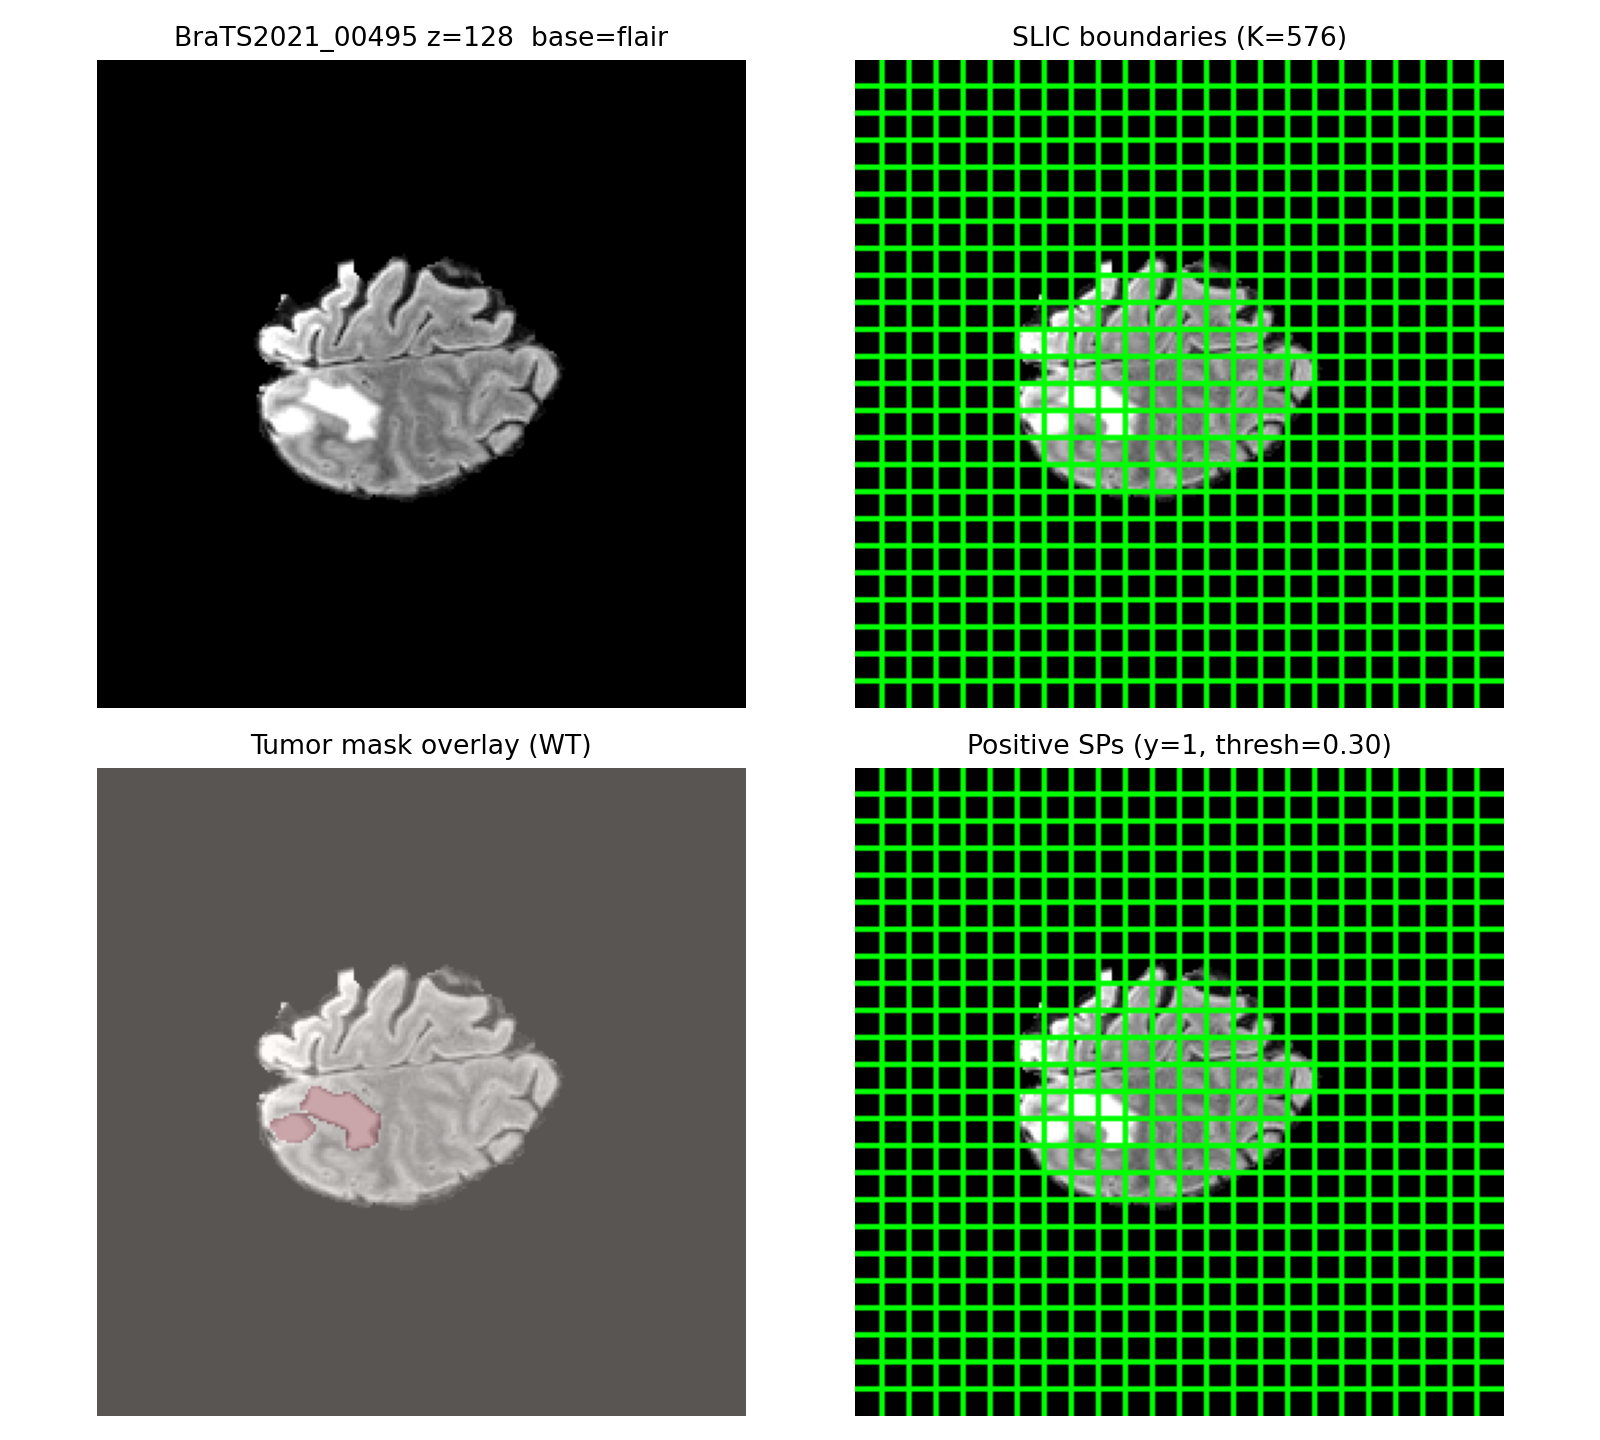 BraTS2021_00495 z=128  base=flair
SLIC boundaries (K=576)
Tumor mask overlay (WT)
Positive SPs (y=1, thresh=0.30)